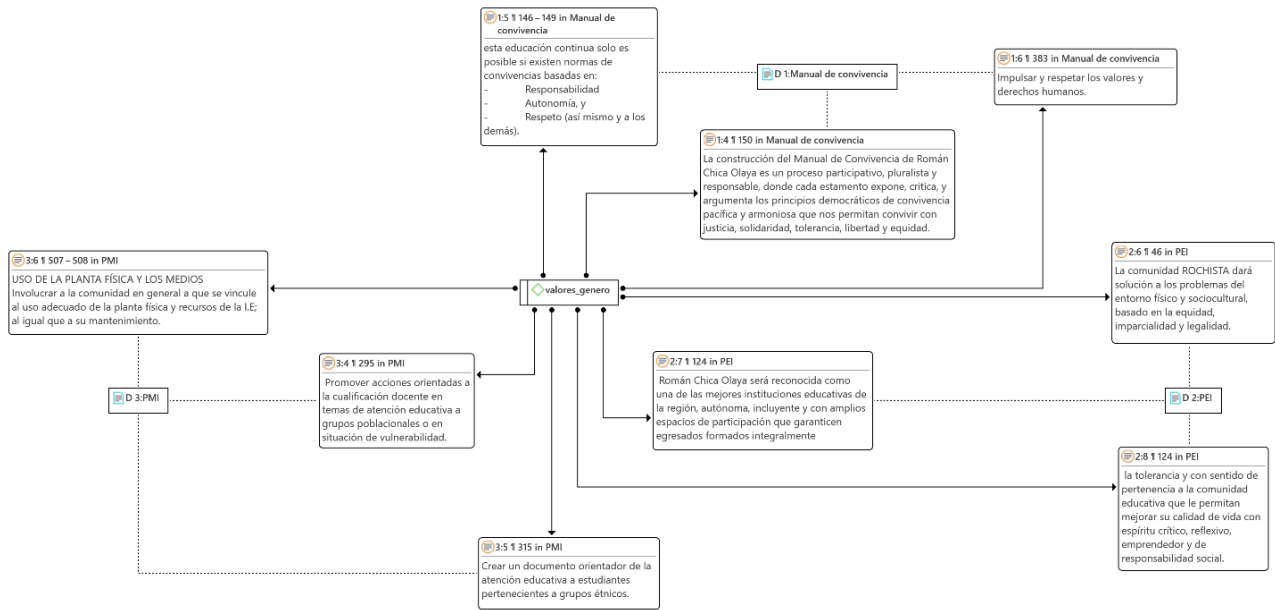 1:5 ¶ 146 – 149 in Manual de
convivencia
esta educación continua solo es
posible si existen normas de
convivencias basadas en:
- Responsabilidad
- Autonomía, y
- Respeto (así mismo y a los
demás).
D 1:Manual de convivencia
1:6 ¶ 383 in Manual de convivencia
Impulsar y respetar los valores y
derechos humanos.
1:4 ¶ 150 in Manual de convivencia
La construcción del Manual de Convivencia de Román
Chica Olaya es un proceso participativo, pluralista y
responsable, donde cada estamento expone, critica, y
argumenta los principios democráticos de convivencia
pacífica y armoniosa que nos permitan convivir con
justicia, solidaridad, tolerancia, libertad y equidad.
3:6 ¶ 507 – 508 in PMI
USO DE LA PLANTA FÍSICA Y LOS MEDIOS
Involucrar a la comunidad en general a que se vincule
al uso adecuado de la planta física y recursos de la I.E;
al igual que a su mantenimiento.
valores_genero
2:6 ¶ 46 in PEI
La comunidad ROCHISTA dará
solución a los problemas del
entorno físico y sociocultural,
basado en la equidad,
imparcialidad y legalidad.
3:4 ¶ 295 in PMI
Promover acciones orientadas a
la cualificación docente en
temas de atención educativa a
grupos poblacionales o en
situación de vulnerabilidad.
2:7 ¶ 124 in PEI
Román Chica Olaya será reconocida como
una de las mejores instituciones educativas de
la región, autónoma, incluyente y con amplios
espacios de participación que garanticen
egresados formados integralmente
D 3:PMI
D 2:PEI
2:8 ¶ 124 in PEI
la tolerancia y con sentido de
pertenencia a la comunidad
educativa que le permitan
mejorar su calidad de vida con
espíritu crítico, reflexivo,
emprendedor y de
responsabilidad social.
3:5 ¶ 315 in PMI
Crear un documento orientador de la
atención educativa a estudiantes
pertenecientes a grupos étnicos.